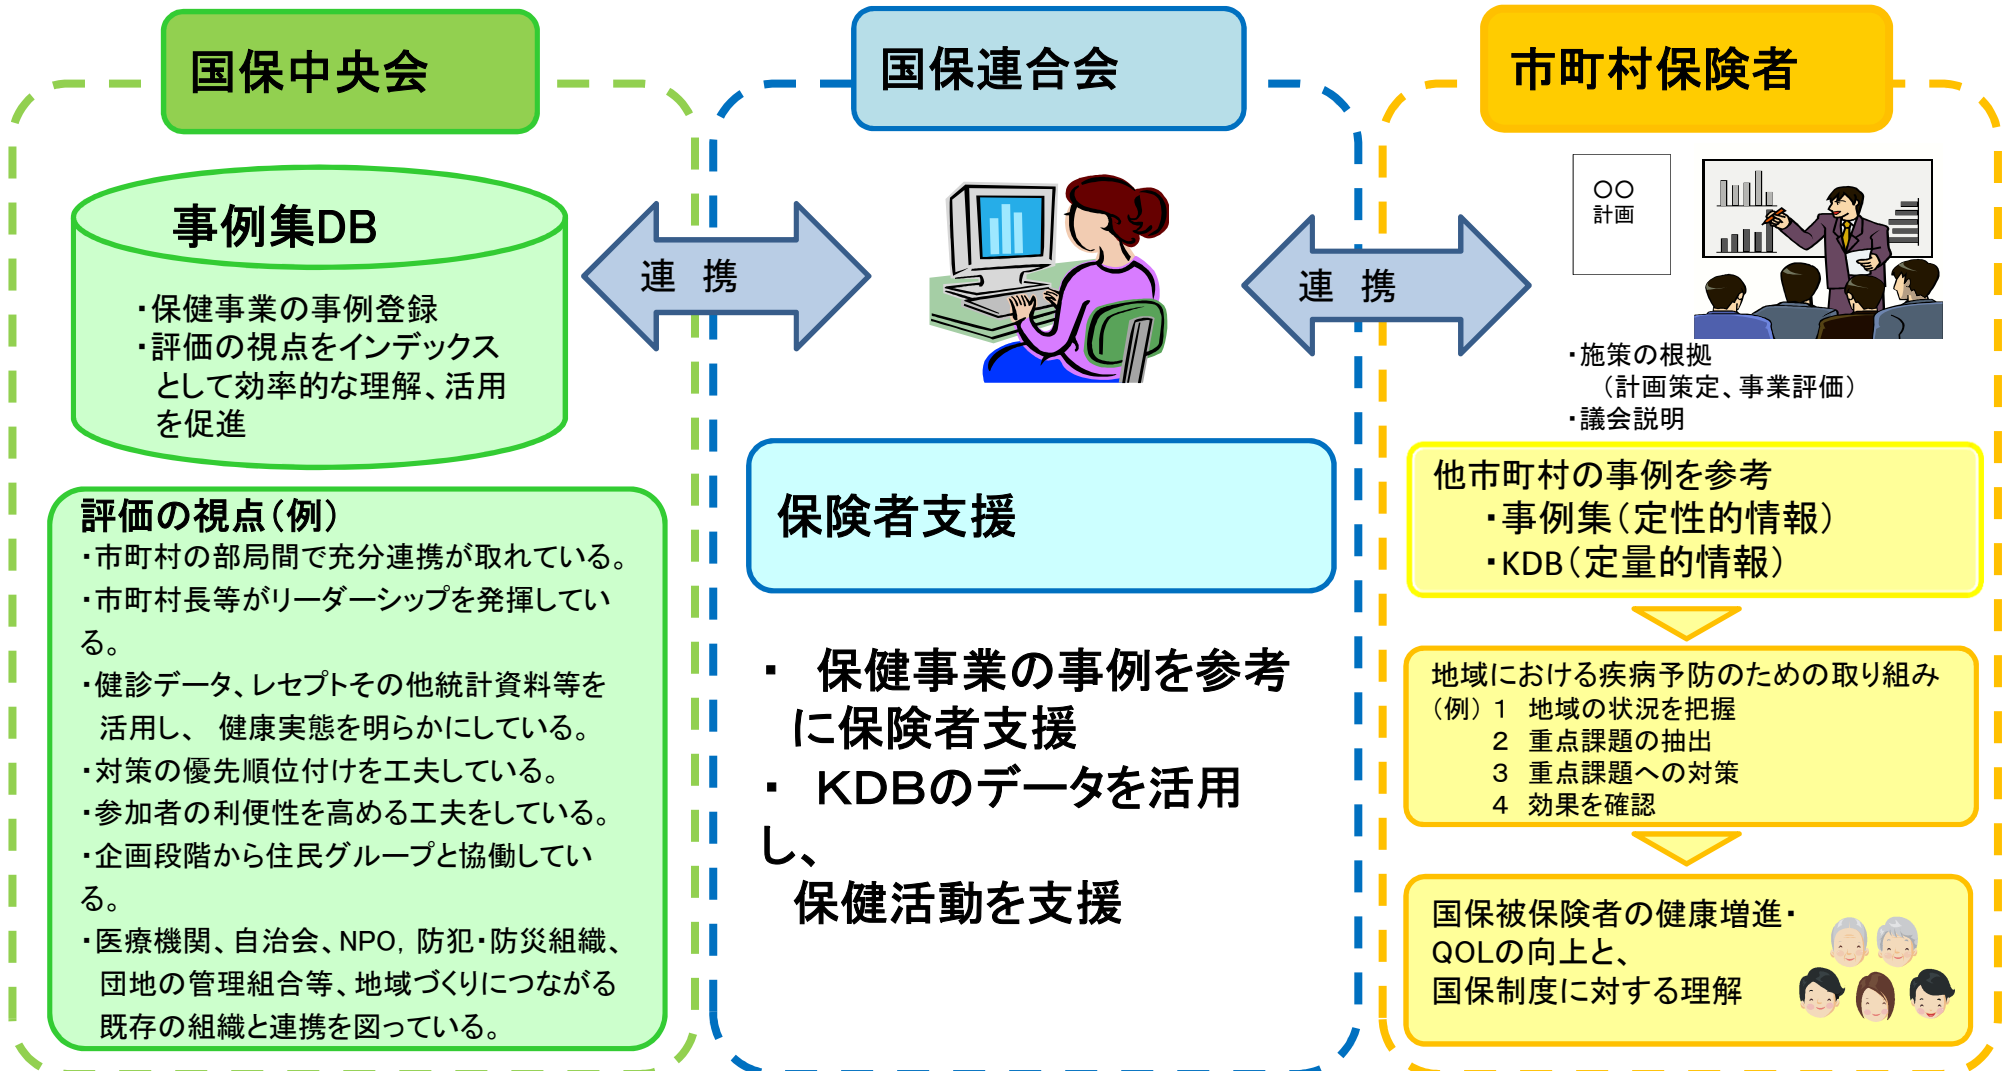 国保中央会
事例集DB
・保健事業の事例登録
・評価の視点をインデックス
として効率的な理解、活用
を促進
評価の視点(例)
・市町村の部局間で充分連携が取れている。
・市町村長等がリーダーシップを発揮してい
る。
・健診データ、レセプトその他統計資料等を
活用し、 健康実態を明らかにしている。
・対策の優先順位付けを工夫している。
・参加者の利便性を高める工夫をしている。
・企画段階から住民グループと協働してい
る。
・医療機関、自治会、NPO, 防犯・防災組織、
団地の管理組合等、地域づくりにつながる
既存の組織と連携を図っている。
連 携
国保連合会
保険者支援
・ 保健事業の事例を参考
に保険者支援
・ KDBのデータを活用
し、
保健活動を支援
連 携
市町村保険者
○○
計画
・施策の根拠
（計画策定、事業評価）
・議会説明
他市町村の事例を参考
・事例集（定性的情報）
・KDB（定量的情報）
地域における疾病予防のための取り組み
（例） 1 地域の状況を把握
2 重点課題の抽出
3 重点課題への対策
4 効果を確認
国保被保険者の健康増進・
QOLの向上と、
国保制度に対する理解